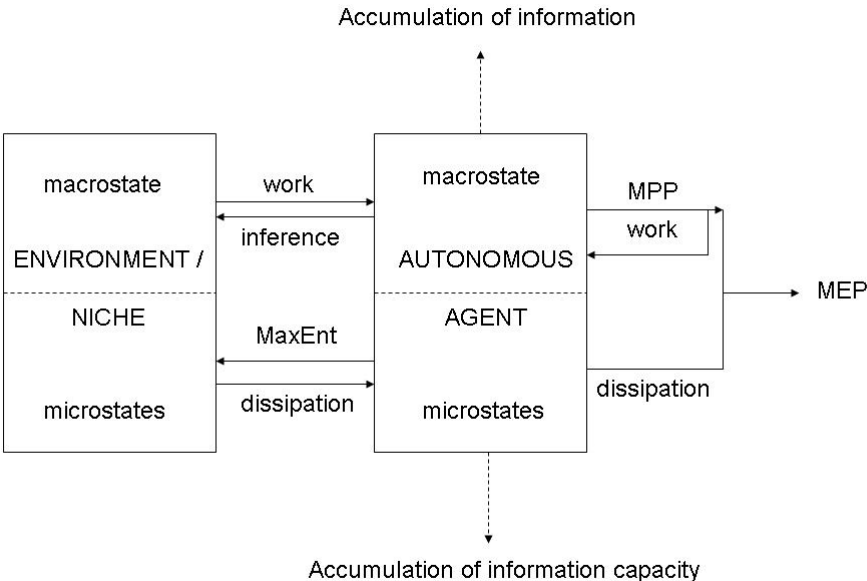 Accumulation of information
macrostate
work
macrostate
MPP
inference
work
ENVIRONMENT /
AUTONOMOUS
MEP
NICHE
AGENT
MaxEnt
dissipation
dissipation
microstates
microstates
Accumulation of information capacity